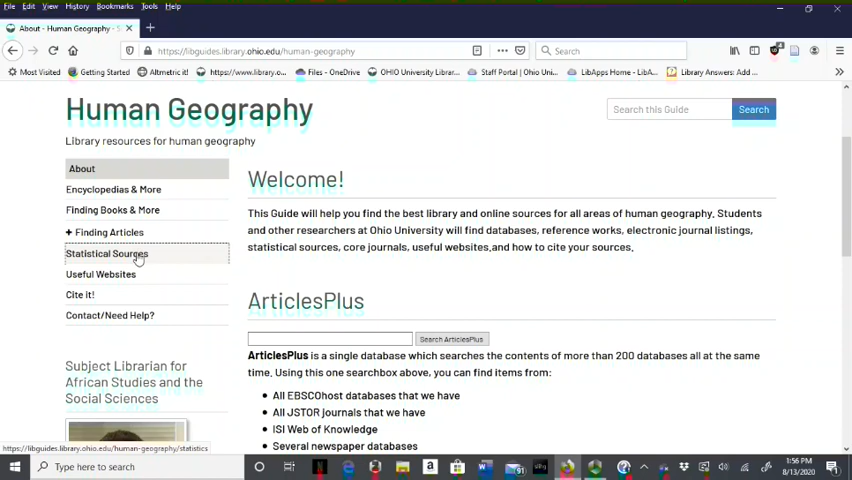 File Edit View History Bookmarks Tools Help
About - Human Geography - S
https://libguides.library.ohio.edu/human-geography
Search
Most Visited Getting Started Altmetric it! https://www.library.o... Files - OneDrive OHIO University Library... Staff Portal | Ohio Uni... LibApps Home - LibA... Library Answers: Add ...
Human Geography
Search this Guide Search
Library resources for human geography
About
Encyclopedias & More
Finding Books & More
+ Finding Articles
Statistical Sources
Useful Websites
Cite it!
Contact/Need Help?
Subject Librarian for
African Studies and the
Social Sciences
Welcome!
This Guide will help you find the best library and online sources for all areas of human geography. Students
and other researchers at Ohio University will find databases, reference works, electronic journal listings,
statistical sources, core journals, useful websites.and how to cite your sources.
ArticlesPlus
Search ArticlesPlus
ArticlesPlus is a single database which searches the contents of more than 200 databases all at the same
time. Using this one searchbox above, you can find items from:
All EBSCOhost databases that we have
All JSTOR journals that we have
ISI Web of Knowledge
Several newspaper databases
https://libguides.library.ohio.edu/human-geography/statistics
Type here to search
1:56 PM
8/13/2020